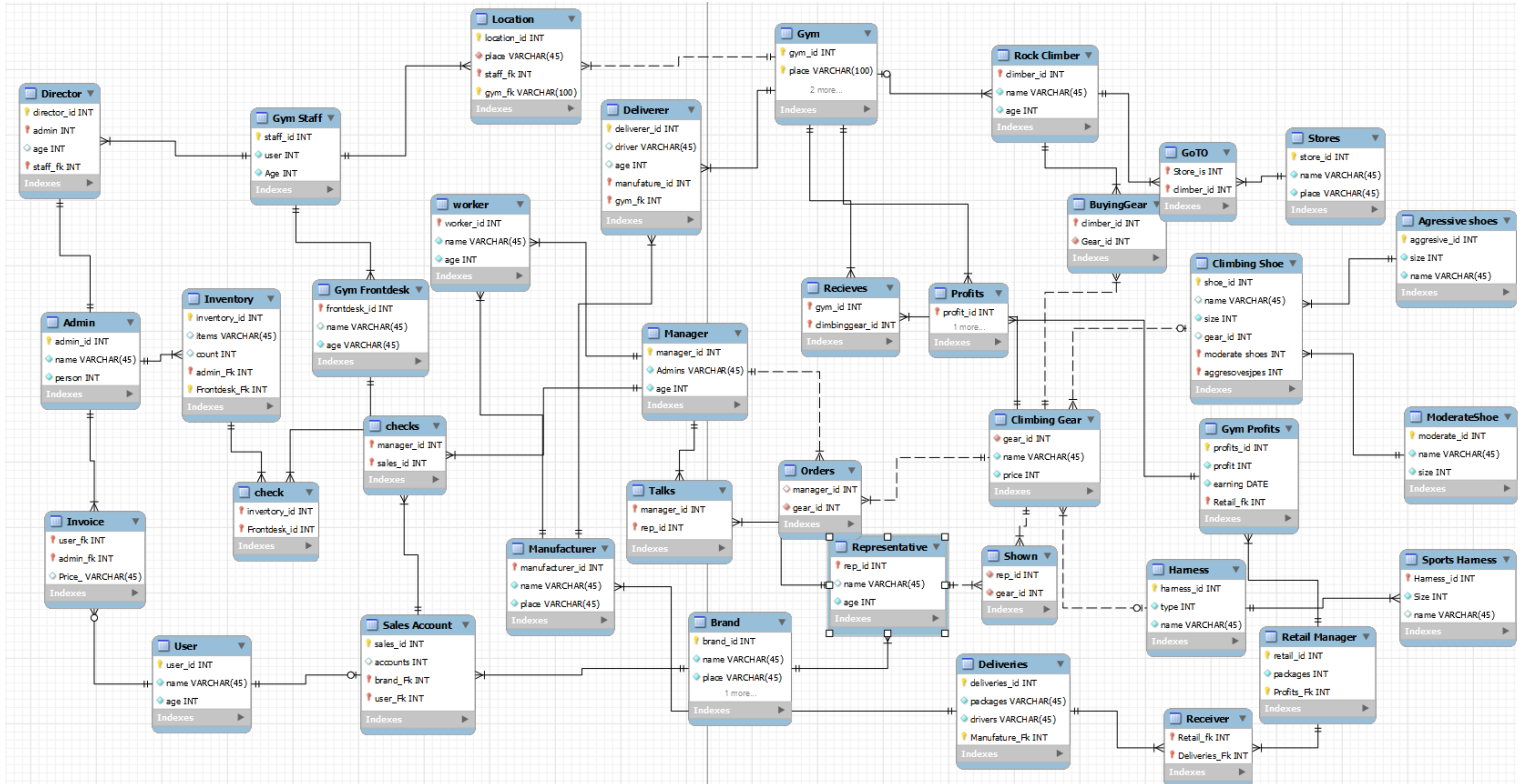 Location
location_id INT
place VARCHAR(45)
staff_fk INT
gym_fk VARCHAR(100)
Indexes
Gym
gym_id INT
place VARCHAR(100)
2 more...
Indexes
Rock Climber
climber_id INT
name VARCHAR(45)
age INT
Indexes
Director
director_id INT
admin INT
age INT
staff_fk INT
Indexes
Gym Staff
staff_id INT
user INT
Age INT
Indexes
Deliverer
deliverer_id INT
driver VARCHAR(45)
age INT
manufature_id INT
gym_fk INT
Indexes
GoTO
Store_is INT
climber_id INT
Indexes
Stores
store_id INT
name VARCHAR(45)
place VARCHAR(45)
Indexes
worker
worker_id INT
name VARCHAR(45)
age INT
Indexes
BuyingGear
climber_id INT
Gear_id INT
Indexes
Agressive shoes
aggresive_id INT
size INT
name VARCHAR(45)
Indexes
Climbing Shoe
shoe_id INT
name VARCHAR(45)
size INT
gear_id INT
moderate shoes INT
aggresovesjpes INT
Indexes
Gym Frontdesk
frontdesk_id INT
name VARCHAR(45)
age VARCHAR(45)
Indexes
Inventory
inventory_id INT
items VARCHAR(45)
count INT
admin_Fk INT
Frontdesk_Fk INT
Indexes
Recieves
gym_id INT
climbinggear_id INT
Indexes
Profits
profit_id INT
1 more...
Indexes
Admin
admin_id INT
name VARCHAR(45)
person INT
Indexes
Manager
manager_id INT
Admins VARCHAR(45)
age INT
Indexes
checks
manager_id INT
sales_id INT
Indexes
Climbing Gear
gear_id INT
name VARCHAR(45)
price INT
Indexes
Gym Profits
profits_id INT
profit INT
earning DATE
Retail_fk INT
Indexes
ModerateShoe
moderate_id INT
name VARCHAR(45)
size INT
Indexes
check
inventory_id INT
Frontdesk_id INT
Indexes
Talks
manager_id INT
rep_id INT
Indexes
Orders
manager_id INT
gear_id INT
Indexes
Invoice
user_fk INT
admin_fk INT
Price_ VARCHAR(45)
Indexes
Manufacturer
manufacturer_id INT
name VARCHAR(45)
place VARCHAR(45)
Indexes
Representative
rep_id INT
name VARCHAR(45)
age INT
Indexes
Shown
rep_id INT
gear_id INT
Indexes
Harness
harness_id INT
type INT
name VARCHAR(45)
Indexes
Sports Harness
Harness_id INT
Size INT
name VARCHAR(45)
Indexes
User
user_id INT
name VARCHAR(45)
age INT
Indexes
Sales Account
sales_id INT
accounts INT
brand_Fk INT
user_Fk INT
Indexes
Brand
brand_id INT
name VARCHAR(45)
place VARCHAR(45)
1 more...
Indexes
Deliveries
deliveries_id INT
packages VARCHAR(45)
drivers VARCHAR(45)
Manufature_Fk INT
Indexes
Retail Manager
retail_id INT
packages INT
Profits_Fk INT
Indexes
Receiver
Retail_fk INT
Deliveries_Fk INT
Indexes